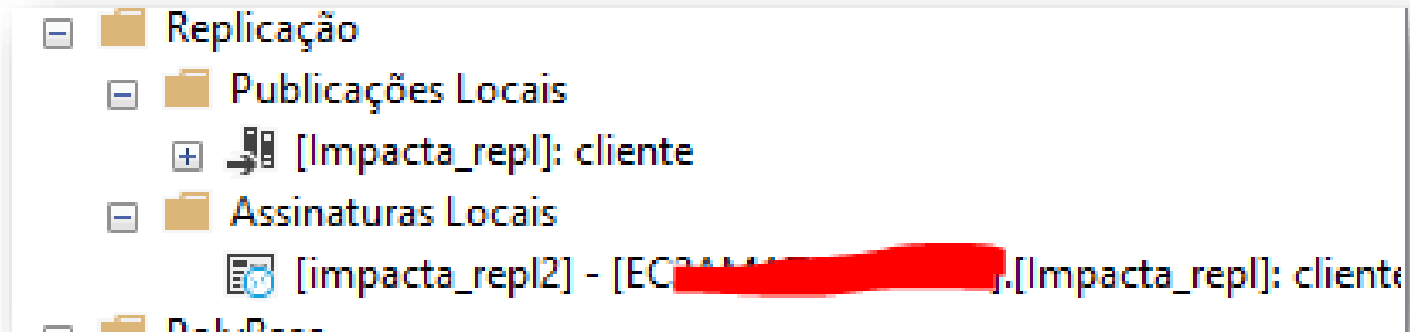 Replicação
Publicações Locais
[Impacta_repl]: cliente
Assinaturas Locais
[impacta_repl2] - [EC ].[Impacta_repl]: cliente